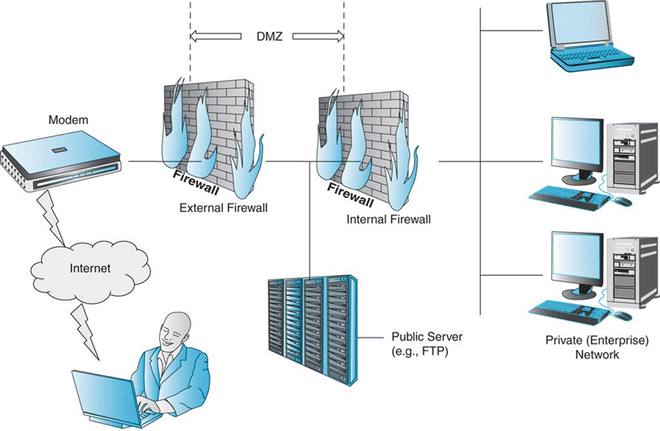 DMZ
Modem
Firewall
External Firewall
Firewall
Internal Firewall
Internet
Public Server
(e.g., FTP)
Private (Enterprise)
Network